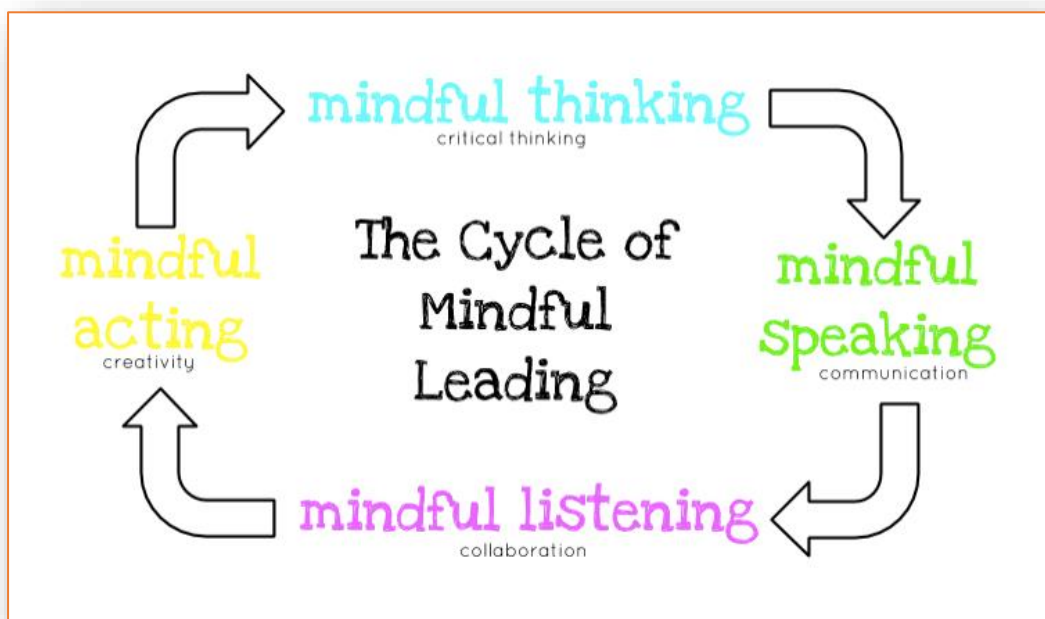 mindful thinking
critical thinking
The Cycle of
Mindful
Leading
mindful
speaking
communication
mindful listening
collaboration
mindful
acting
creativity